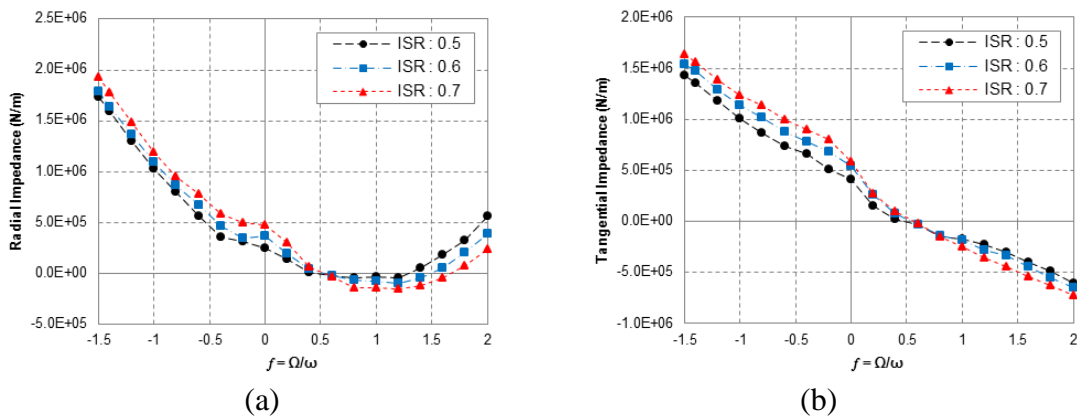 (a)
Radial Impedance (N/m)
2.5E+06
2.0E+06
1.5E+06
1.0E+06
5.0E+05
0.0E+00
-5.0E+05
ISR : 0.5
ISR : 0.6
ISR : 0.7
-1.5 -1 -0.5 0 0.5 1 1.5 2
f = Ω/ω
(a)
(b)
Tangential Impedance (N/m)
2.0E+06
1.5E+06
1.0E+06
5.0E+05
0.0E+00
-5.0E+05
-1.0E+06
ISR : 0.5
ISR : 0.6
ISR : 0.7
-1.5 -1 -0.5 0 0.5 1 1.5 2
f = Ω/ω
(b)